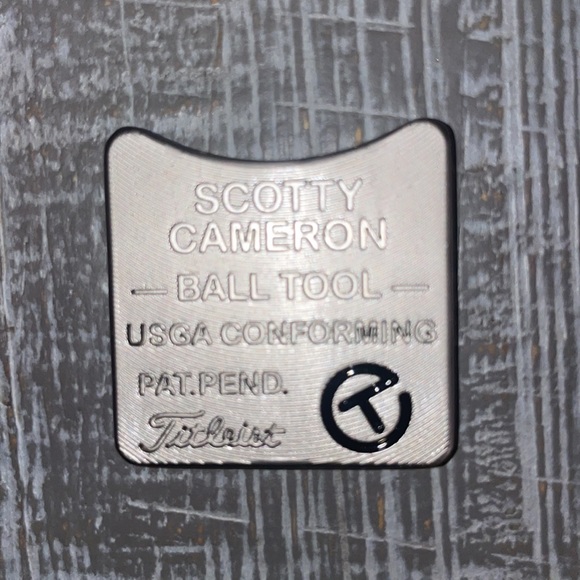 SCOTTY
CAMERON
— BALL TOOL —
USGA CONFORMING
PAT.PEND.
Titleist
T